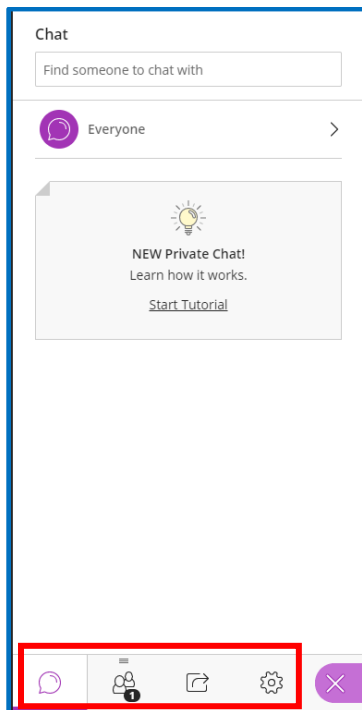 Chat
Find someone to chat with
Everyone
NEW Private Chat!
Learn how it works.
Start Tutorial
1